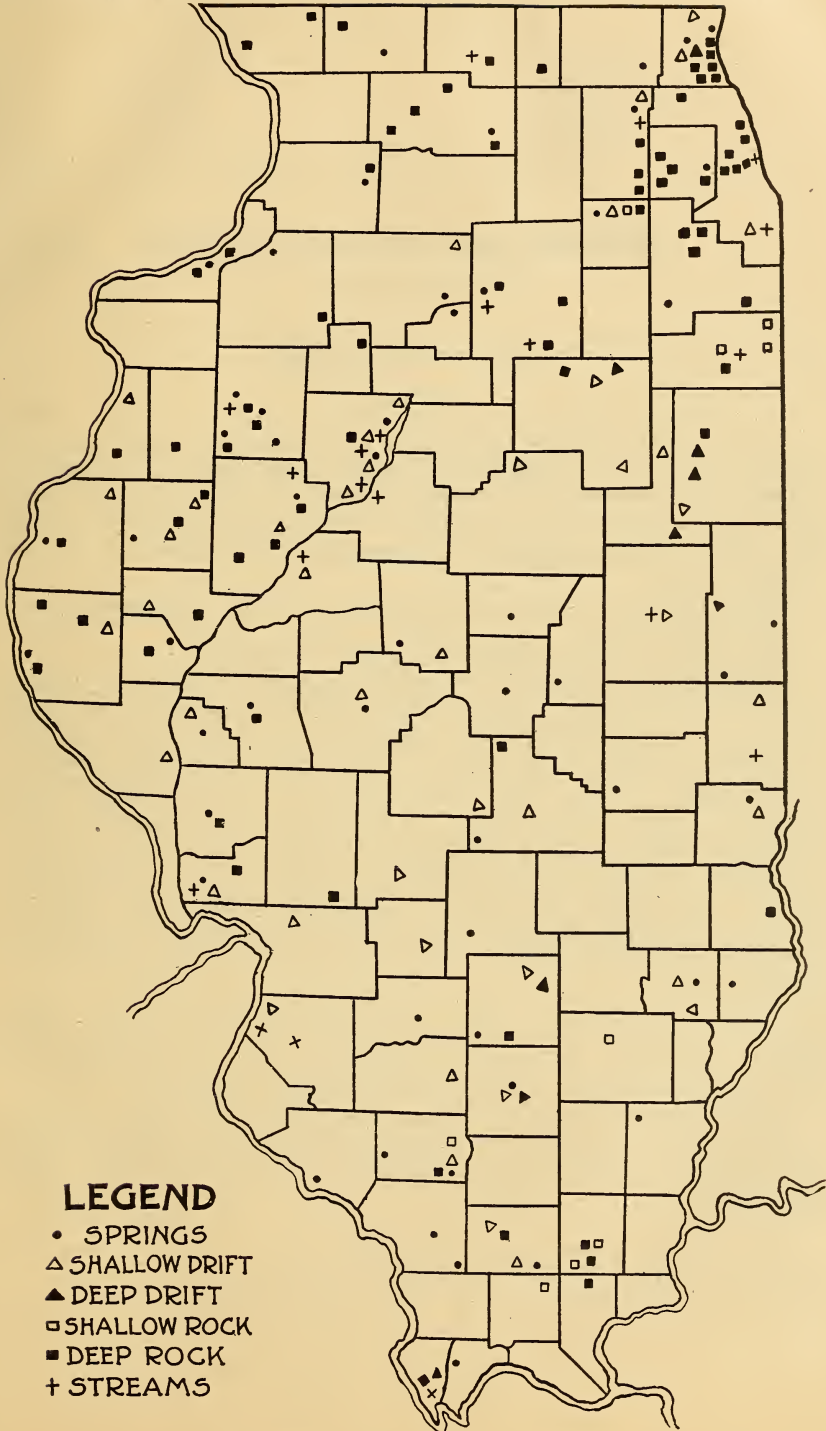 LEGEND
SPRINGS
SHALLOW DRIFT
DEEP DRIFT
SHALLOW ROCK
DEEP ROCK
STREAMS